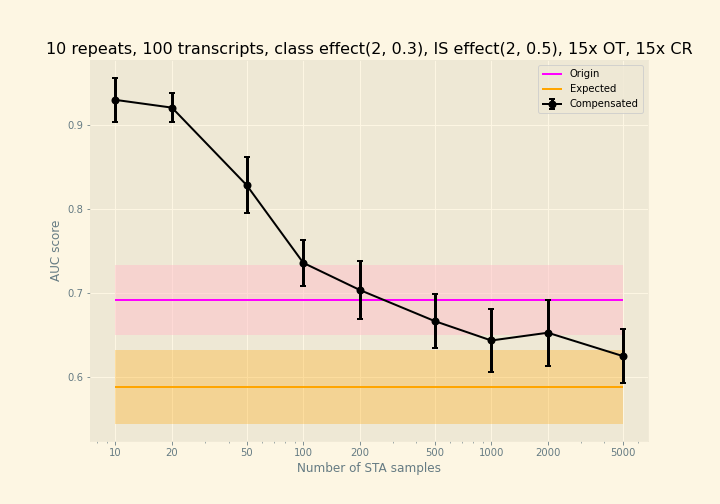 10 repeats, 100 transcripts, class effect(2, 0.3), IS effect(2, 0.5), 15x OT, 15x CR
Origin
Expected
Compensated
AUC score
0.9
0.8
0.7
0.6
10 20 50 100 200 500 1000 2000 5000
Number of STA samples